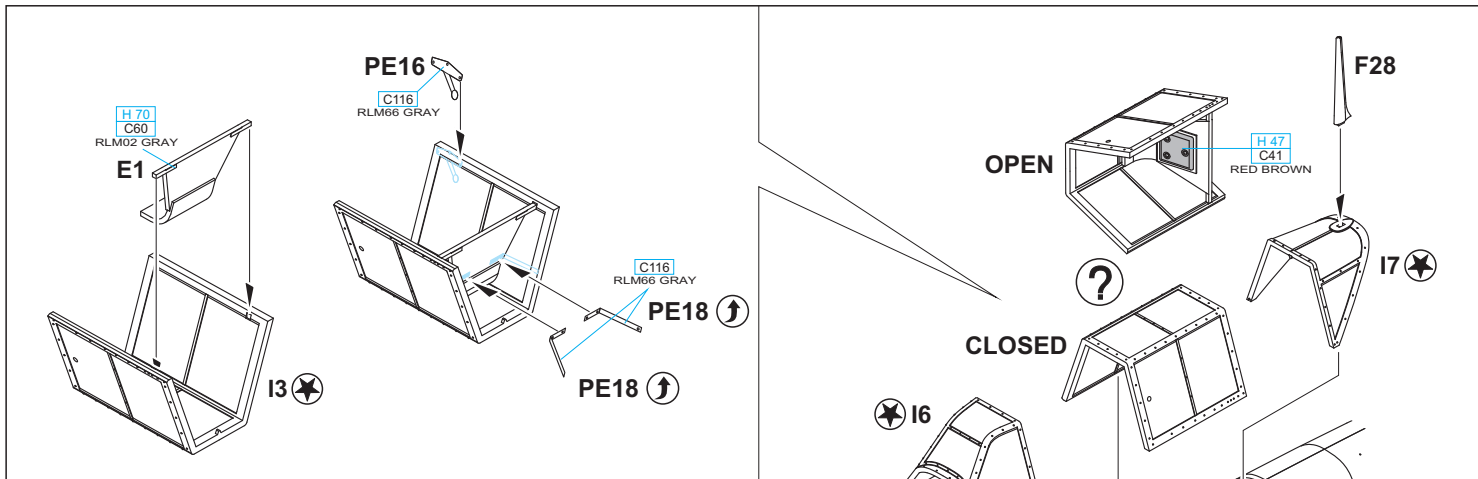 PE16
C116
RLM66 GRAY
H 70
C60
RLM02 GRAY
E1
I3
C116
RLM66 GRAY
PE18
PE18
F28
OPEN
H 47
C41
RED BROWN
I7
?
CLOSED
I6